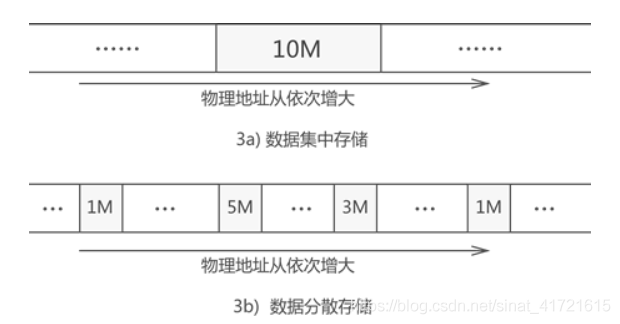 ······ 10M ······
物理地址从依次增大
3a) 数据集中存储
··· 1M ··· 5M ··· 3M ··· 1M ···
物理地址从依次增大
3b) 数据分散存储
https://blog.csdn.net/sinat_41721615